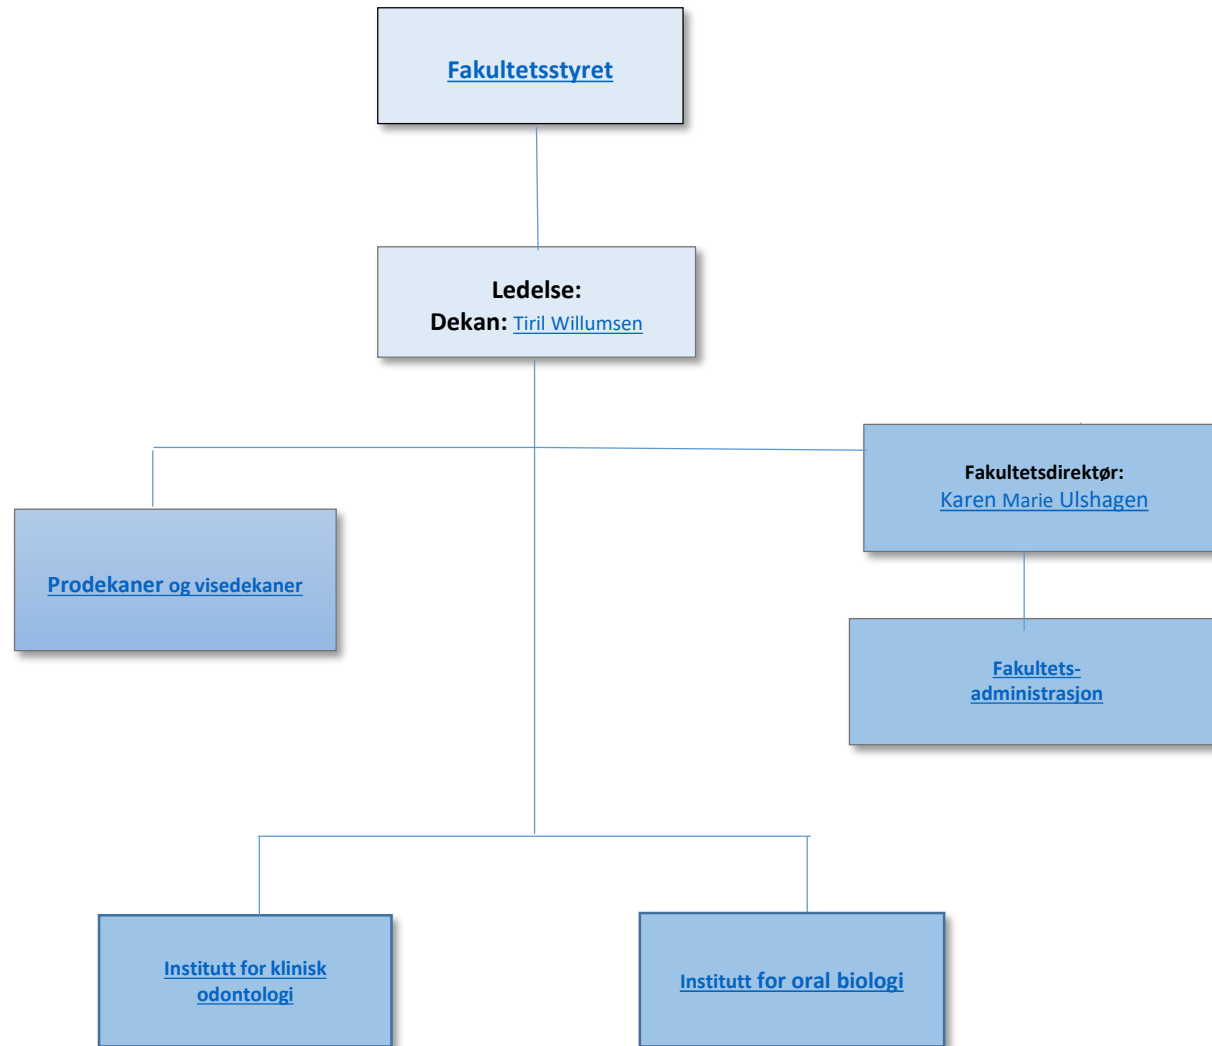 Fakultetsstyret
Ledelse:
Dekan: Tiril Willumsen
Fakultetsdirektør:
Karen Marie Ulshagen
Prodekaner og visedekaner
Fakultets-
administrasjon
Institutt for klinisk
odontologi
Institutt for oral biologi